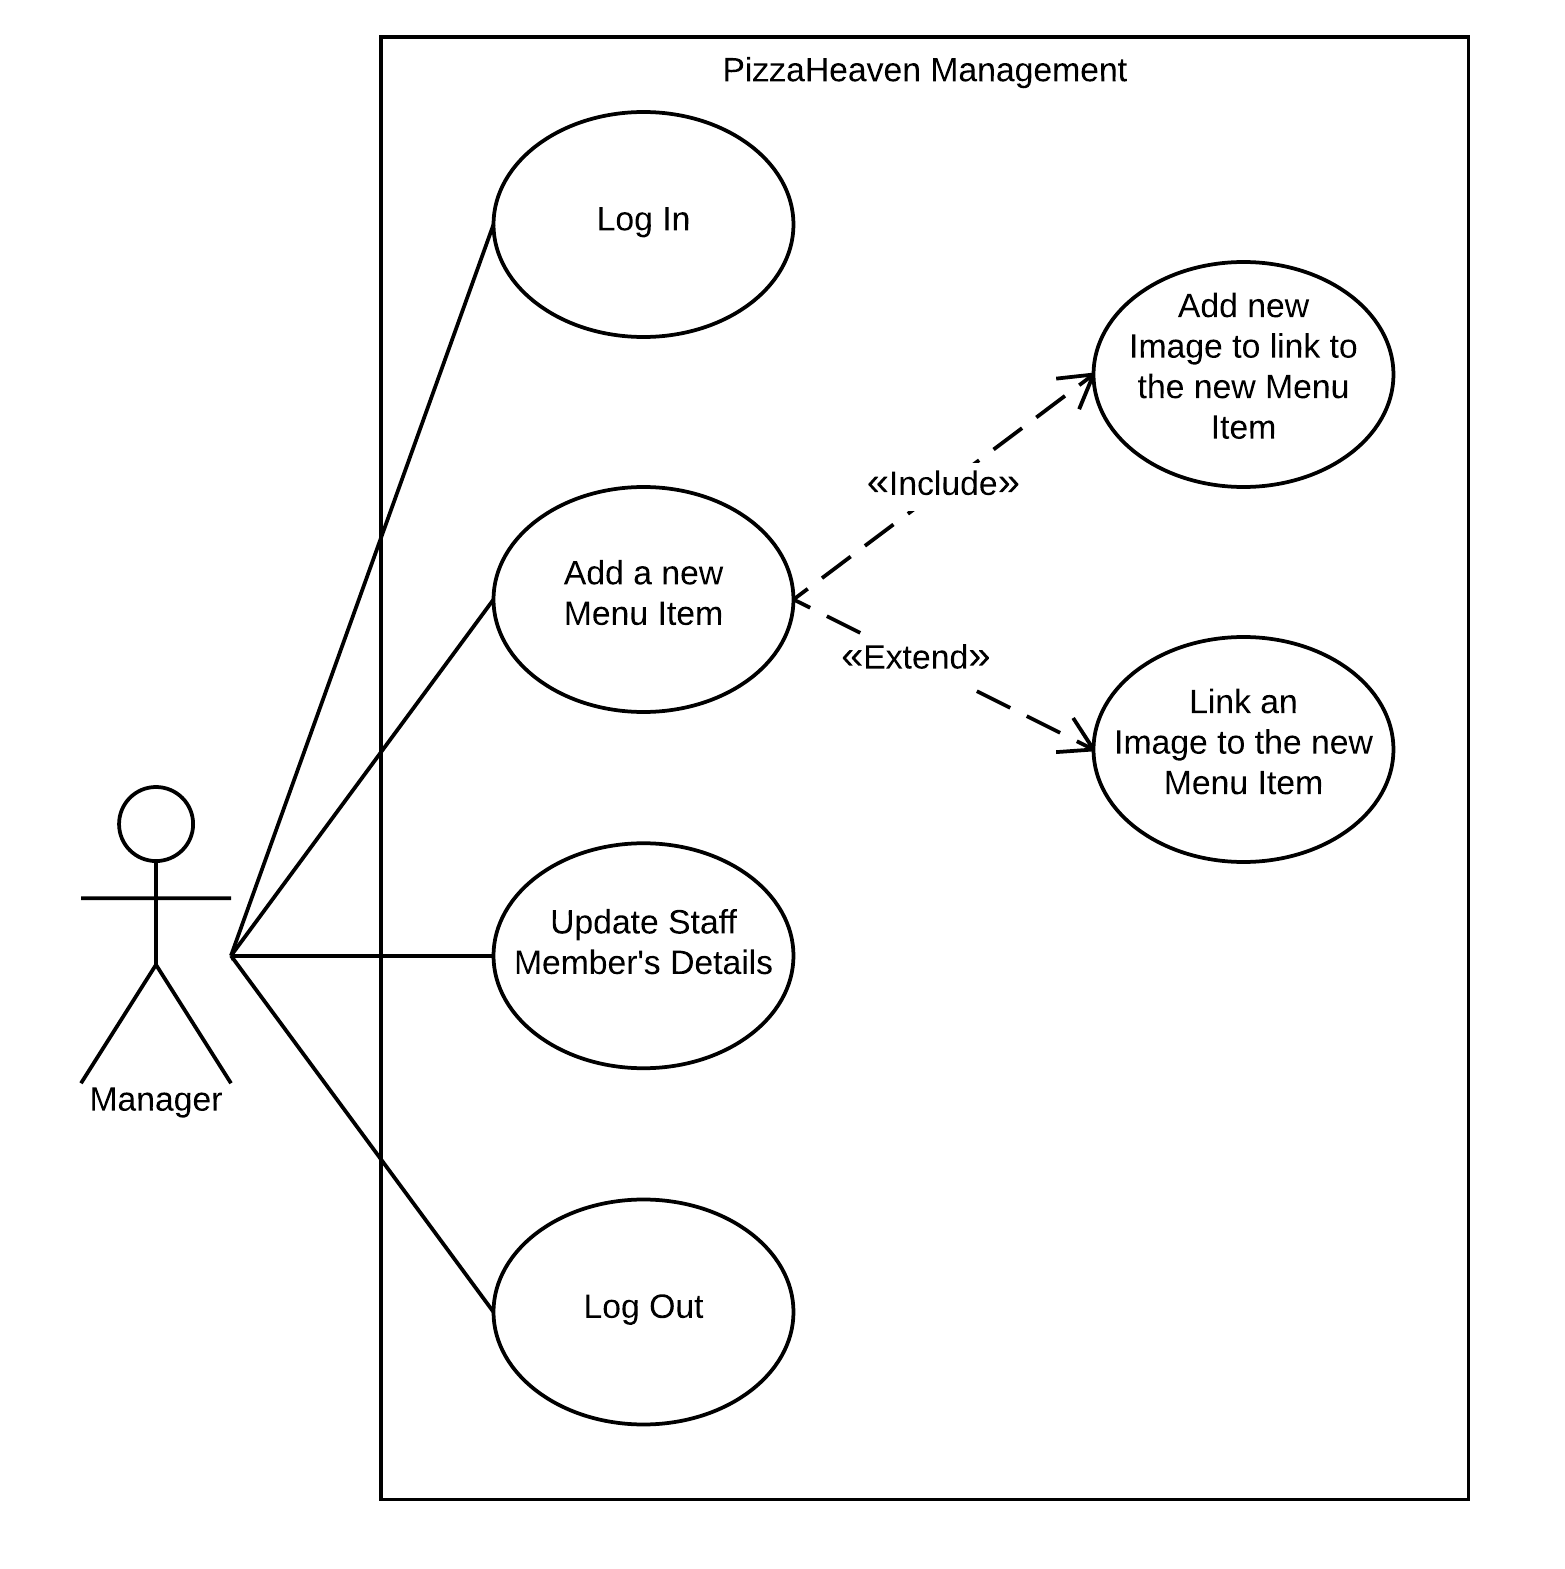 PizzaHeaven Management
Log In
Add new
Image to link to
the new Menu
Item
«Include»
Add a new
Menu Item
«Extend»
Link an
Image to the new
Menu Item
Update Staff
Member's Details
Manager
Log Out